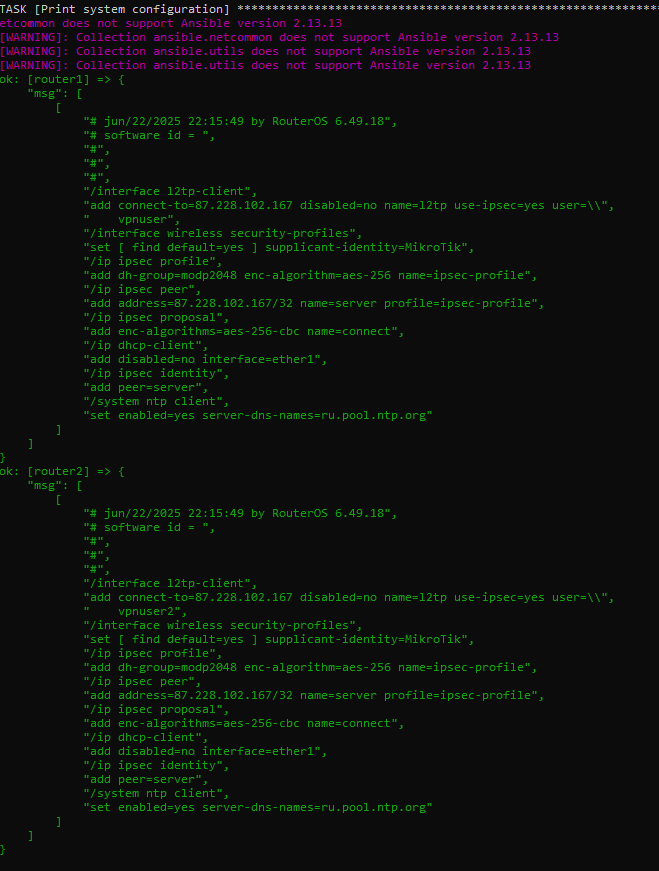 TASK [Print system configuration] **********************************************************
etcommon does not support Ansible version 2.13.13
[WARNING]: Collection ansible.netcommon does not support Ansible version 2.13.13
[WARNING]: Collection ansible.utils does not support Ansible version 2.13.13
[WARNING]: Collection ansible.utils does not support Ansible version 2.13.13
ok: [router1] => {
    "msg": [
        [
            "# jun/22/2025 22:15:49 by RouterOS 6.49.18",
            "# software id = ",
            "#",
            "#",
            "#",
            "/interface l2tp-client",
            "add connect-to=87.228.102.167 disabled=no name=l2tp use-ipsec=yes user=\\",
            "    vpnuser",
            "/interface wireless security-profiles",
            "set [ find default=yes ] supplicant-identity=MikroTik",
            "/ip ipsec profile",
            "add dh-group=modp2048 enc-algorithm=aes-256 name=ipsec-profile",
            "/ip ipsec peer",
            "add address=87.228.102.167/32 name=server profile=ipsec-profile",
            "/ip ipsec proposal",
            "add enc-algorithms=aes-256-cbc name=connect",
            "/ip dhcp-client",
            "add disabled=no interface=ether1",
            "/ip ipsec identity",
            "add peer=server",
            "/system ntp client",
            "set enabled=yes server-dns-names=ru.pool.ntp.org"
        ]
    ]
}
ok: [router2] => {
    "msg": [
        [
            "# jun/22/2025 22:15:49 by RouterOS 6.49.18",
            "# software id = ",
            "#",
            "#",
            "#",
            "/interface l2tp-client",
            "add connect-to=87.228.102.167 disabled=no name=l2tp use-ipsec=yes user=\\",
            "    vpnuser2",
            "/interface wireless security-profiles",
            "set [ find default=yes ] supplicant-identity=MikroTik",
            "/ip ipsec profile",
            "add dh-group=modp2048 enc-algorithm=aes-256 name=ipsec-profile",
            "/ip ipsec peer",
            "add address=87.228.102.167/32 name=server profile=ipsec-profile",
            "/ip ipsec proposal",
            "add enc-algorithms=aes-256-cbc name=connect",
            "/ip dhcp-client",
            "add disabled=no interface=ether1",
            "/ip ipsec identity",
            "add peer=server",
            "/system ntp client",
            "set enabled=yes server-dns-names=ru.pool.ntp.org"
        ]
    ]
}